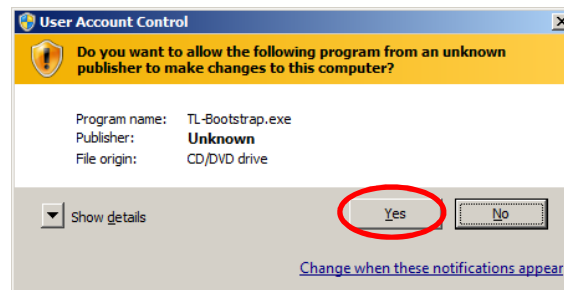 User Account Control
Do you want to allow the following program from an unknown
publisher to make changes to this computer?
Program name: TL-Bootstrap.exe
Publisher: Unknown
File origin: CD/DVD drive
Show details Yes No
Change when these notifications appear